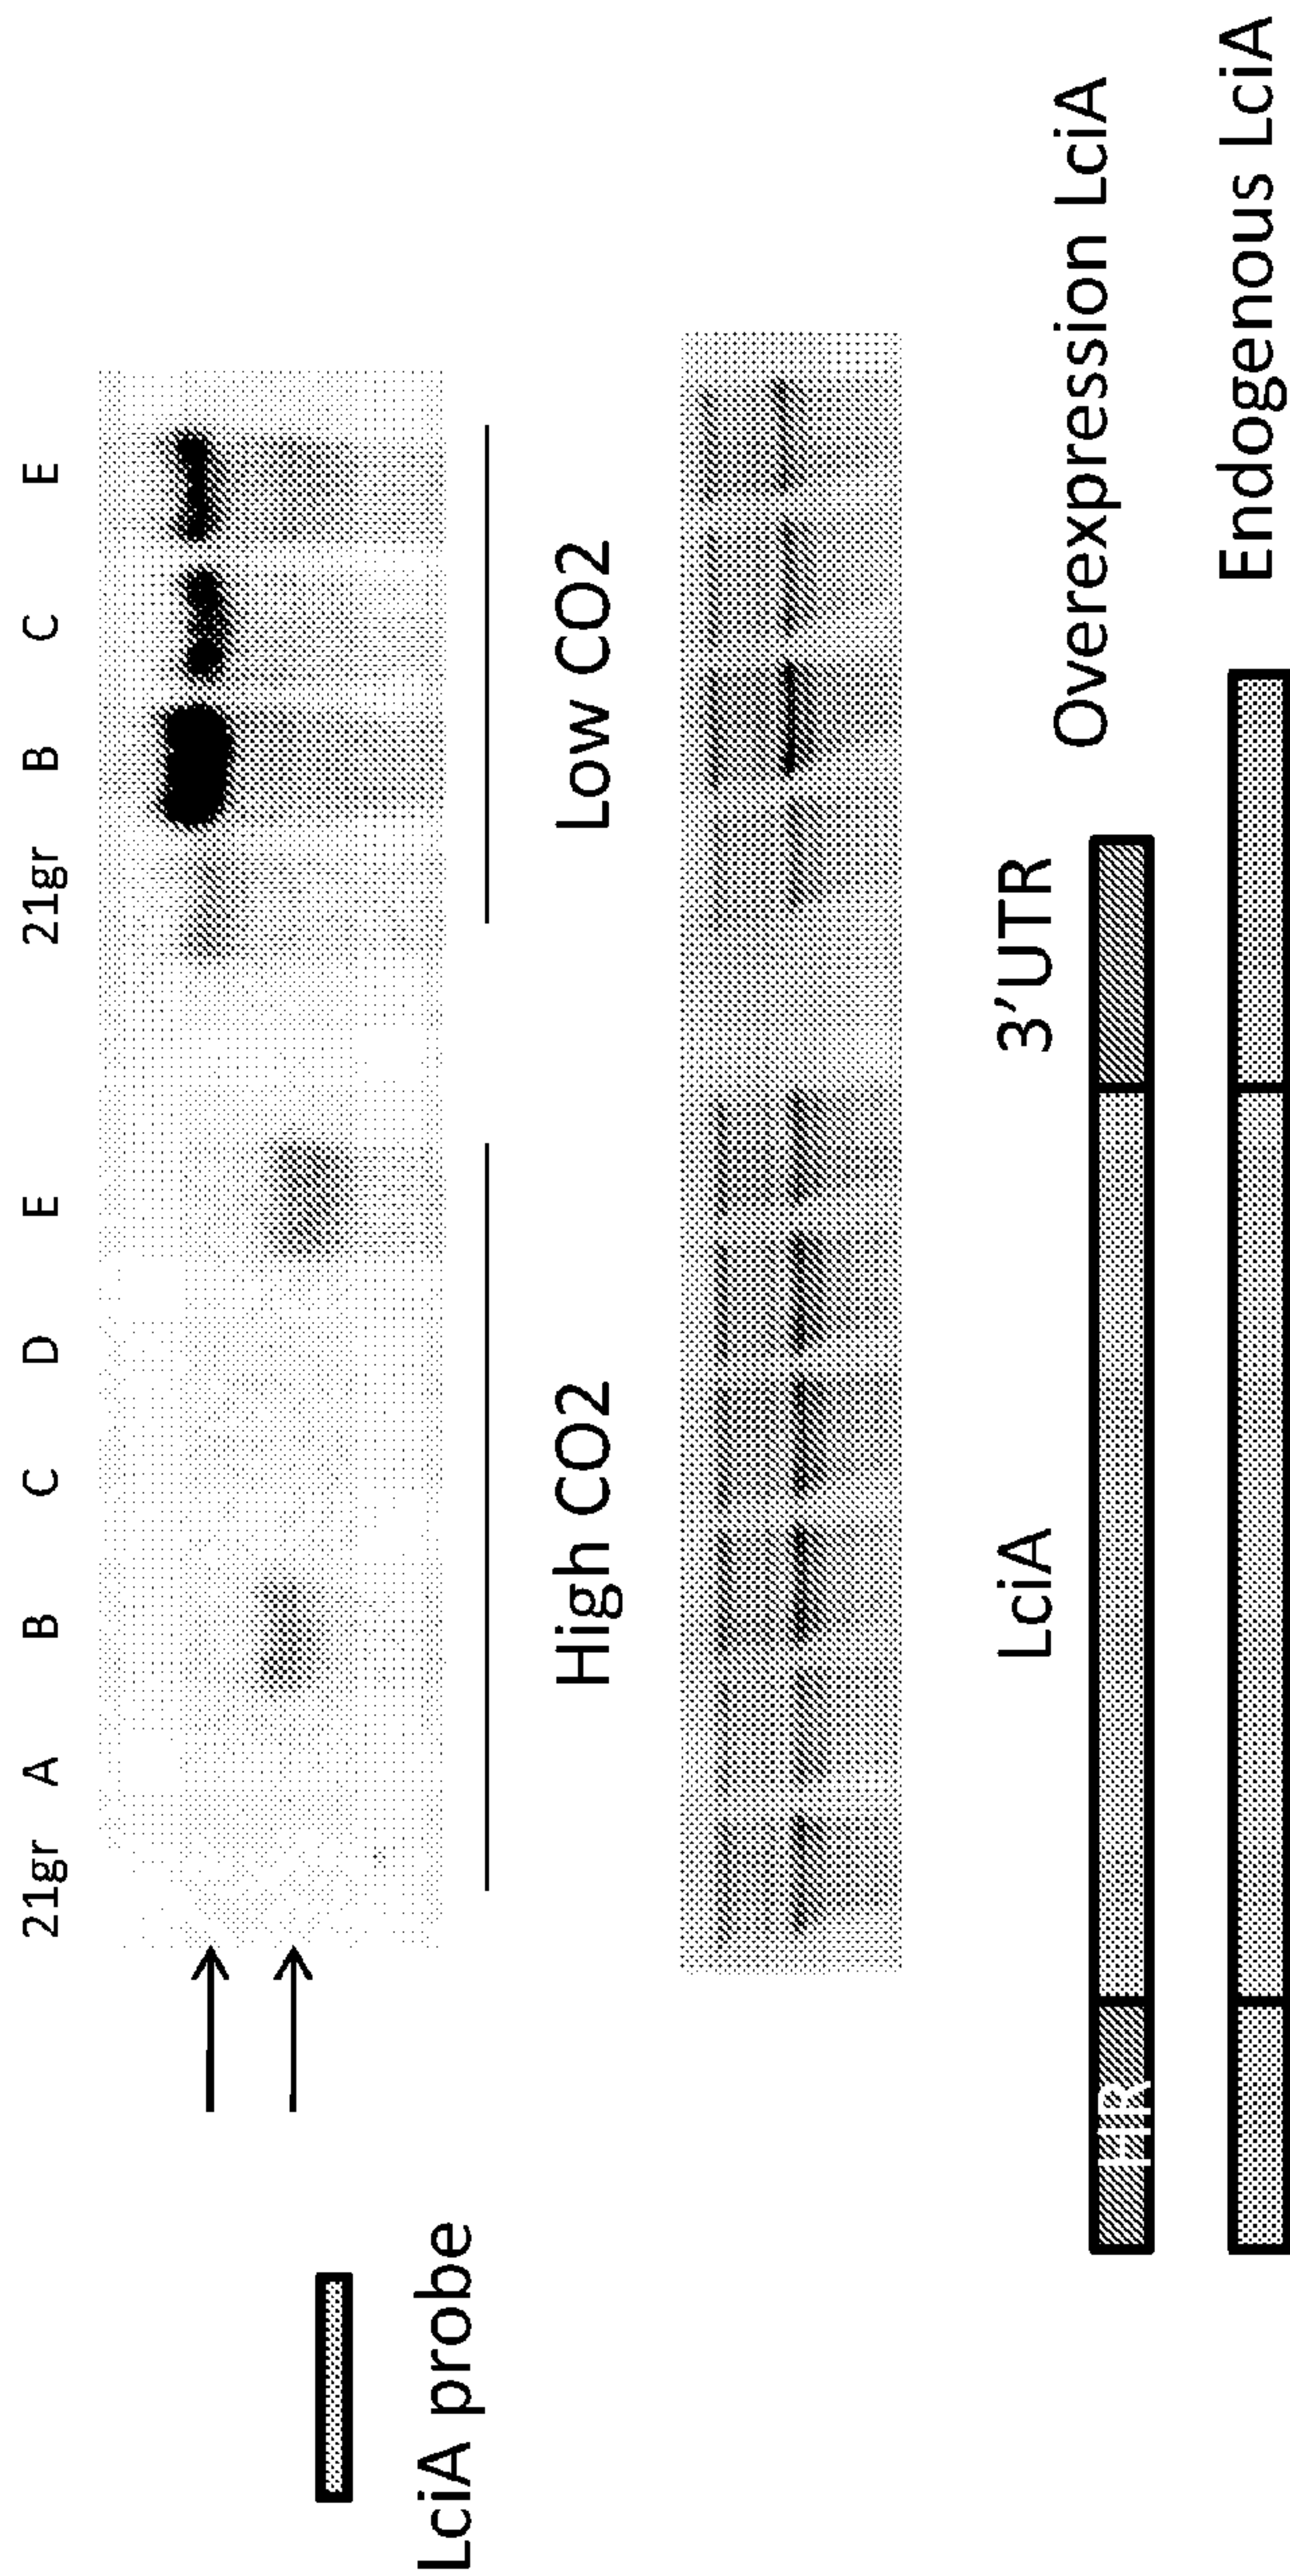 21gr A B C D E 21gr B C E
High CO2 Low CO2
LciA probe
LciA 3'UTR
Overexpression LciA
Endogenous LciA